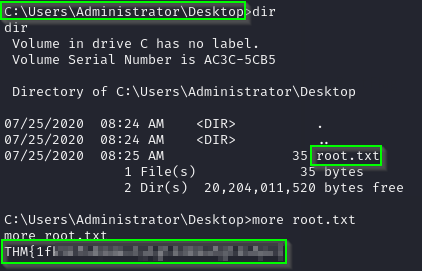 C:\Users\Administrator\Desktop>dir
dir
Volume in drive C has no label.
Volume Serial Number is AC3C-5CB5
Directory of C:\Users\Administrator\Desktop
07/25/2020  08:24 AM    <DIR>          .
07/25/2020  08:24 AM    <DIR>          ..
07/25/2020  08:25 AM                35 root.txt
1 File(s)             35 bytes
2 Dir(s)  20,204,011,520 bytes free
C:\Users\Administrator\Desktop>more root.txt
more root.txt